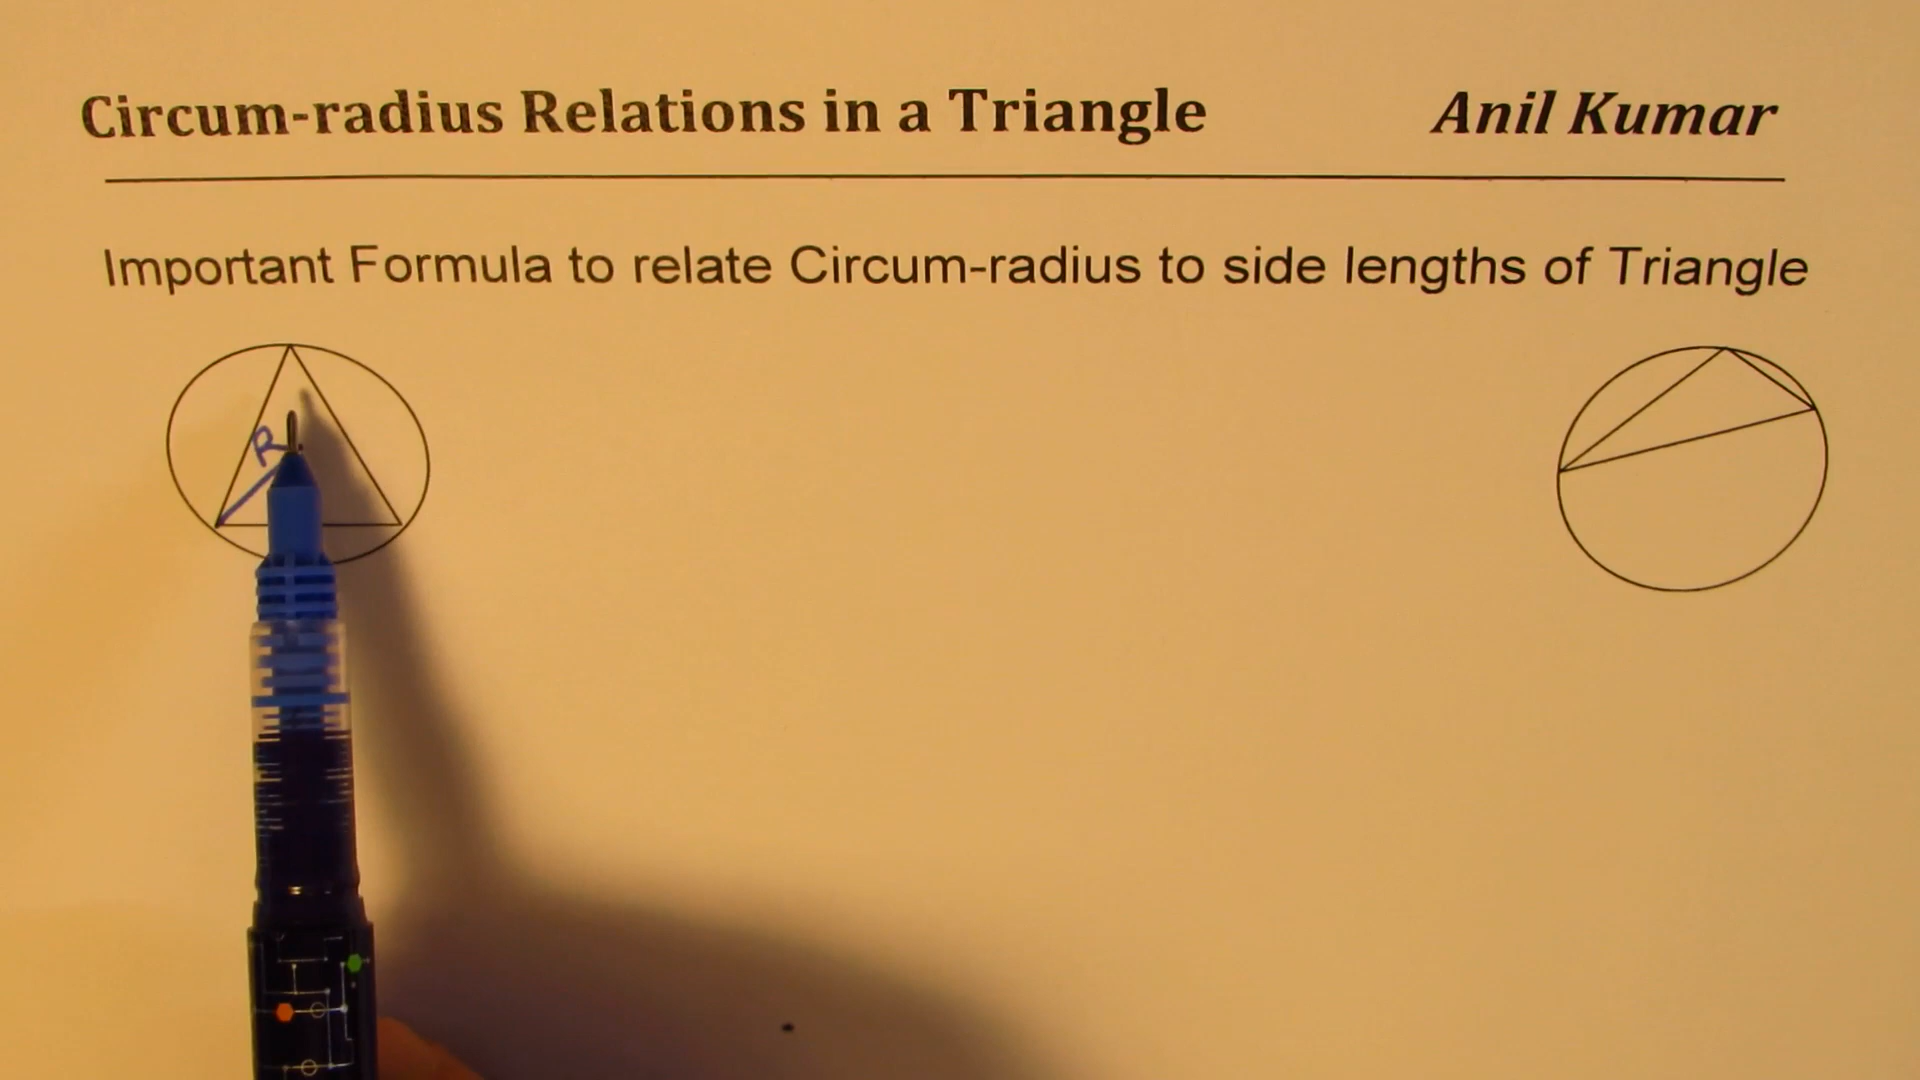 Circum-radius Relations in a Triangle Anil Kumar
Important Formula to relate Circum-radius to side lengths of Triangle
R